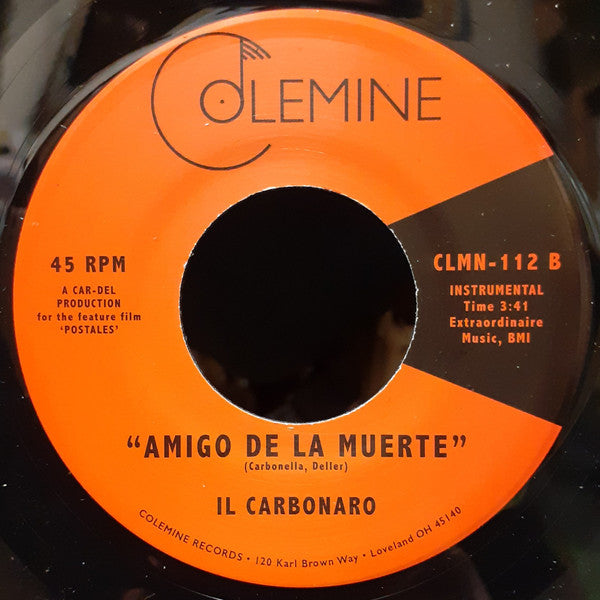 COLEMINE
45 RPM
A CAR-DEL
PRODUCTION
for the feature film
'POSTALES'
CLMN-112 B
INSTRUMENTAL
Time 3:41
Extraordinaire
Music, BMI
“AMIGO DE LA MUERTE”
(Carbonella, Deller)
IL CARBONARO
COLEMINE RECORDS • 120 Karl Brown Way • Loveland OH 45140